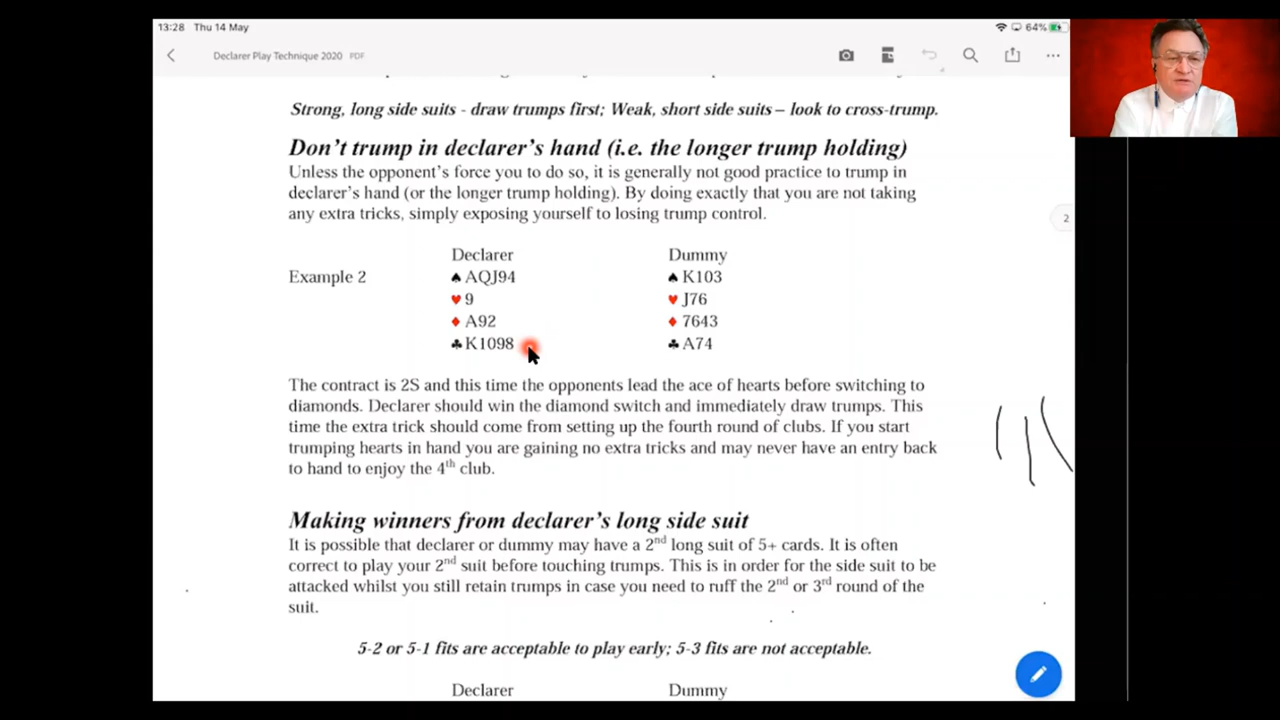 13:28 Thu 14 May
64%
Declarer Play Technique 2020 PDF
Strong, long side suits - draw trumps first; Weak, short side suits – look to cross-trump.
Don't trump in declarer's hand (i.e. the longer trump holding)
Unless the opponent's force you to do so, it is generally not good practice to trump in
declarer's hand (or the longer trump holding). By doing exactly that you are not taking
any extra tricks, simply exposing yourself to losing trump control.
2
Declarer Dummy
Example 2 ♠ AQJ94 ♠ K103
♥ 9 ♥ J76
♦ A92 ♦ 7643
♣ K1098 ♣ A74
The contract is 2S and this time the opponents lead the ace of hearts before switching to
diamonds. Declarer should win the diamond switch and immediately draw trumps. This
time the extra trick should come from setting up the fourth round of clubs. If you start
trumping hearts in hand you are gaining no extra tricks and may never have an entry back
to hand to enjoy the 4th club.
Making winners from declarer's long side suit
It is possible that declarer or dummy may have a 2nd long suit of 5+ cards. It is often
correct to play your 2nd suit before touching trumps. This is in order for the side suit to be
attacked whilst you still retain trumps in case you need to ruff the 2nd or 3rd round of the
suit.
5-2 or 5-1 fits are acceptable to play early; 5-3 fits are not acceptable.
Declarer Dummy